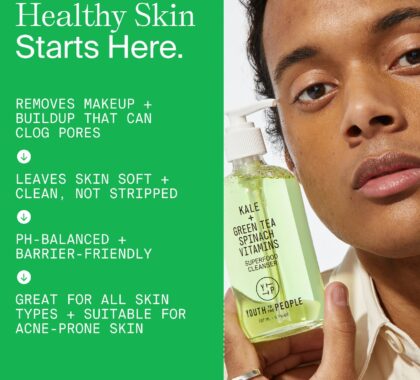 Healthy Skin
Starts Here.
REMOVES MAKEUP +
BUILDUP THAT CAN
CLOG PORES
LEAVES SKIN SOFT +
CLEAN, NOT STRIPPED
PH-BALANCED +
BARRIER-FRIENDLY
GREAT FOR ALL SKIN
TYPES + SUITABLE FOR
ACNE-PRONE SKIN
KALE
+
GREEN TEA
SPINACH
VITAMINS
SUPERFOOD
CLEANSER
YOUTH TO THE PEOPLE